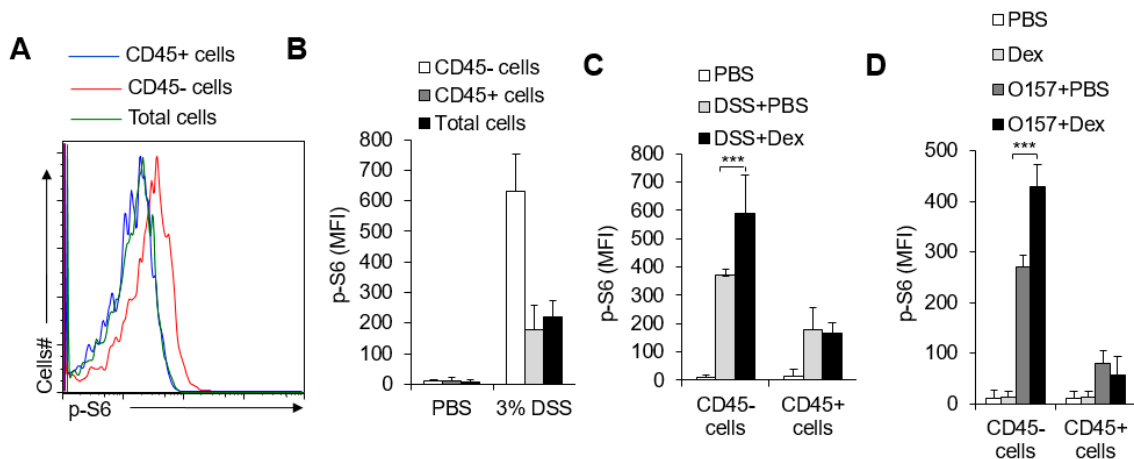 A
CD45+ cells
CD45- cells
Total cells
Cells#
p-S6
B
CD45- cells
CD45+ cells
Total cells
p-S6 (MFI)
800
700
600
500
400
300
200
100
0
PBS
3% DSS
C
PBS
DSS+PBS
DSS+Dex
p-S6 (MFI)
800
700
600
500
400
300
200
100
0
***
CD45-
cells
CD45+
cells
D
PBS
Dex
O157+PBS
O157+Dex
p-S6 (MFI)
500
400
300
200
100
0
***
CD45-
cells
CD45+
cells